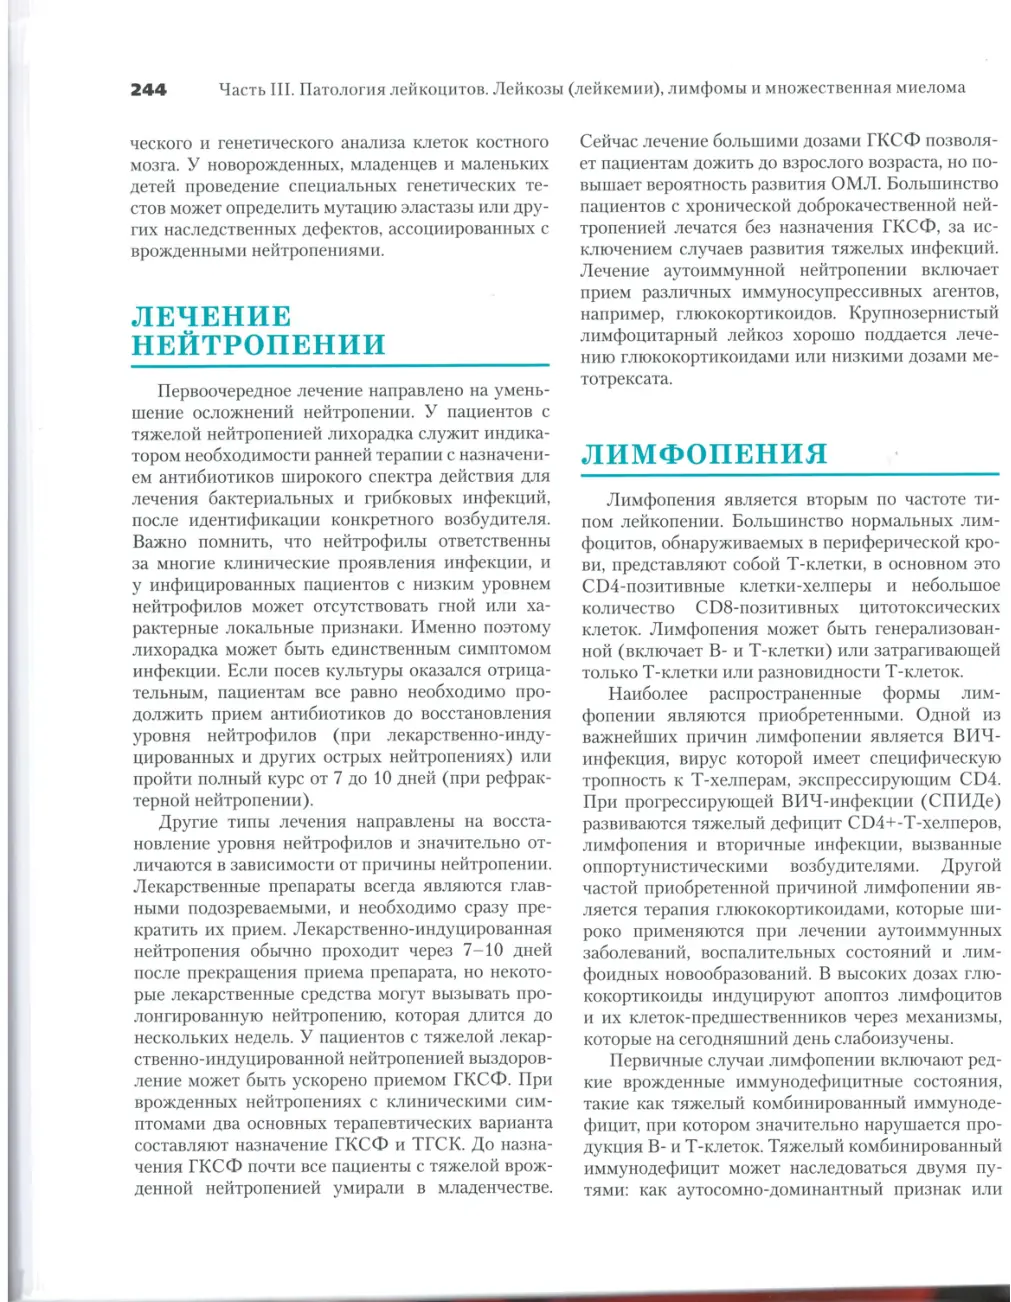 244 Часть III. Патология лейкоцитов. Лейкозы (лейкемии), лимфомы и множественная миелома
ческого и генетического анализа клеток костного
мозга. У новорожденных, младенцев и маленьких
детей проведение специальных генетических те-
стов может определить мутацию эластазы или дру-
гих наследственных дефектов, ассоциированных с
врожденными нейтропениями.
ЛЕЧЕНИЕ
НЕЙТРОПЕНИИ
Первоочередное лечение направлено на умень-
шение осложнений нейтропении. У пациентов с
тяжелой нейтропенией лихорадка служит индика-
тором необходимости ранней терапии с назначени-
ем антибиотиков широкого спектра действия для
лечения бактериальных и грибковых инфекций,
после идентификации конкретного возбудителя.
Важно помнить, что нейтрофилы ответственны
за многие клинические проявления инфекции, и
у инфицированных пациентов с низким уровнем
нейтрофилов может отсутствовать гной или ха-
рактерные локальные признаки. Именно поэтому
лихорадка может быть единственным симптомом
инфекции. Если посев культуры оказался отрица-
тельным, пациентам все равно необходимо про-
должить прием антибиотиков до восстановления
уровня нейтрофилов (при лекарственно-инду-
цированных и других острых нейтропениях) или
пройти полный курс от 7 до 10 дней (при рефрак-
терной нейтропении).
Другие типы лечения направлены на восста-
новление уровня нейтрофилов и значительно от-
личаются в зависимости от причины нейтропении.
Лекарственные препараты всегда являются глав-
ными подозреваемыми, и необходимо сразу пре-
кратить их прием. Лекарственно-индуцированная
нейтропения обычно проходит через 7–10 дней
после прекращения приема препарата, но некото-
рые лекарственные средства могут вызывать про-
лонгированную нейтропению, которая длится до
нескольких недель. У пациентов с тяжелой лекар-
ственно-индуцированной нейтропенией выздоров-
ление может быть ускорено приемом ГКСФ. При
врожденных нейтропениях с клиническими сим-
птомами два основных терапевтических варианта
составляют назначение ГКСФ и ТГСК. До назна-
чения ГКСФ почти все пациенты с тяжелой врож-
денной нейтропенией умирали в младенчестве.
Сейчас лечение большими дозами ГКСФ позволя-
ет пациентам дожить до взрослого возраста, но по-
вышает вероятность развития ОМЛ. Большинство
пациентов с хронической доброкачественной ней-
тропенией лечатся без назначения ГКСФ, за ис-
ключением случаев развития тяжелых инфекций.
Лечение аутоиммунной нейтропении включает
прием различных иммуносупрессивных агентов,
например, глюкокортикоидов. Крупнозернистый
лимфоцитарный лейкоз хорошо поддается лече-
нию глюкокортикоидами или низкими дозами ме-
тотрексата.
ЛИМФОПЕНИЯ
Лимфопения является вторым по частоте ти-
пом лейкопении. Большинство нормальных лим-
фоцитов, обнаруживаемых в периферической кро-
ви, представляют собой Т-клетки, в основном это
CD4-позитивные клетки-хелперы и небольшое
количество CD8-позитивных цитотоксических
клеток. Лимфопения может быть генерализован-
ной (включает В- и Т-клетки) или затрагивающей
только Т-клетки или разновидности Т-клеток.
Наиболее распространенные формы лим-
фопении являются приобретенными. Одной из
важнейших причин лимфопении является ВИЧ-
инфекция, вирус которой имеет специфическую
тропность к Т-хелперам, экспрессирующим CD4.
При прогрессирующей ВИЧ-инфекции (СПИДе)
развиваются тяжелый дефицит CD4+-Т-хелперов,
лимфопения и вторичные инфекции, вызванные
оппортунистическими возбудителями. Другой
частой приобретенной причиной лимфопении яв-
ляется терапия глюкокортикоидами, которые ши-
роко применяются при лечении аутоиммунных
заболеваний, воспалительных состояний и лим-
фоидных новообразований. В высоких дозах глю-
кокортикоиды индуцируют апоптоз лимфоцитов
и их клеток-предшественников через механизмы,
которые на сегодняшний день слабоизучены.
Первичные случаи лимфопении включают ред-
кие врожденные иммунодефицитные состояния,
такие как тяжелый комбинированный иммуноде-
фицит, при котором значительно нарушается про-
дукция В- и Т-клеток. Тяжелый комбинированный
иммунодефицит может наследоваться двумя пу-
тями: как аутосомно-доминантный признак или